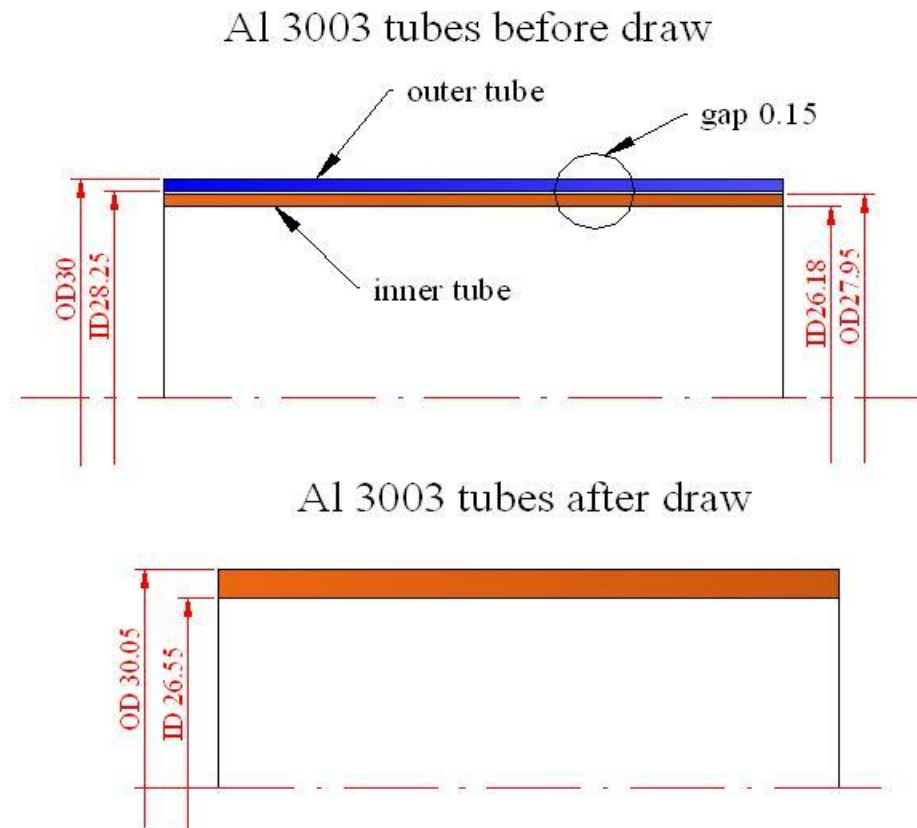 Al 3003 tubes before draw
outer tube
gap 0.15
inner tube
OD30
ID28.25
ID26.18
OD27.95
Al 3003 tubes after draw
OD 30.05
ID 26.55